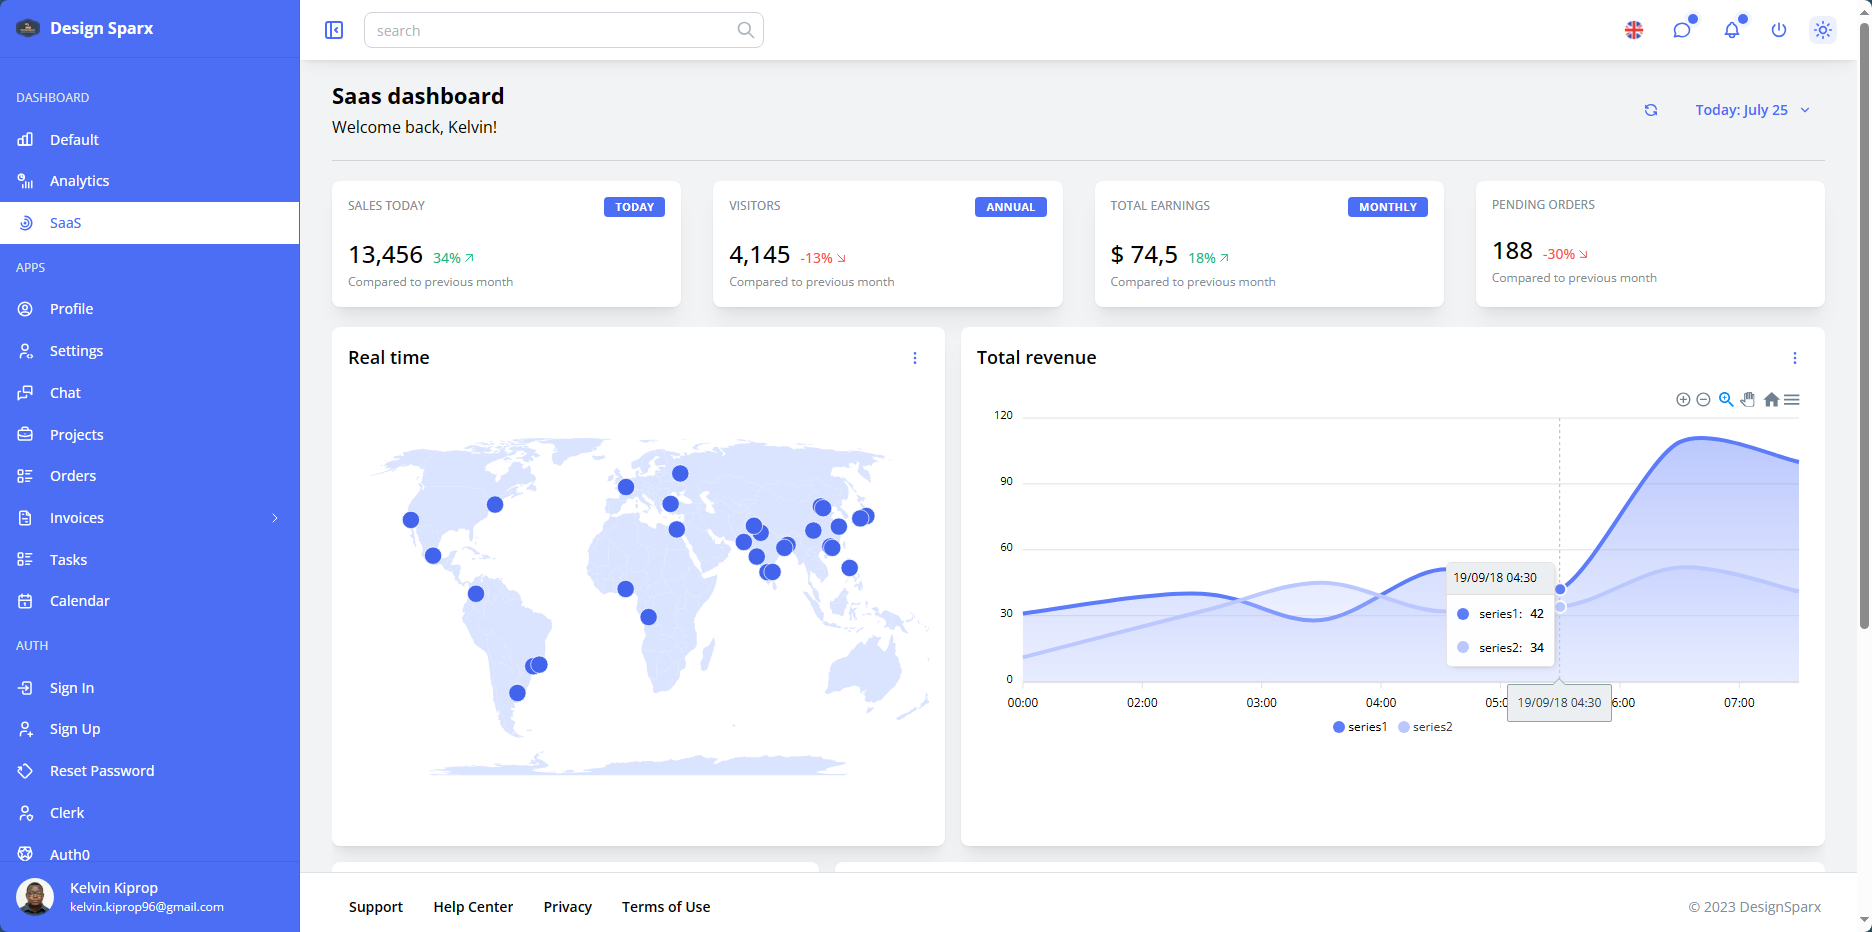 Design Sparx
search
DASHBOARD
Default
Analytics
SaaS
APPS
Profile
Settings
Chat
Projects
Orders
Invoices
Tasks
Calendar
AUTH
Sign In
Sign Up
Reset Password
Clerk
Auth0
Kelvin Kiprop
kelvin.kiprop96@gmail.com
Saas dashboard
Welcome back, Kelvin!
Today: July 25
SALES TODAY
TODAY
13,456 34%
Compared to previous month
VISITORS
ANNUAL
4,145 -13%
Compared to previous month
TOTAL EARNINGS
MONTHLY
$ 74,5 18%
Compared to previous month
PENDING ORDERS
188 -30%
Compared to previous month
Real time
Total revenue
120
90
60
30
0
19/09/18 04:30
series1: 42
series2: 34
00:00 02:00 03:00 04:00 05:0 19/09/18 04:30 6:00 07:00
series1 series2
Support Help Center Privacy Terms of Use
© 2023 DesignSparx